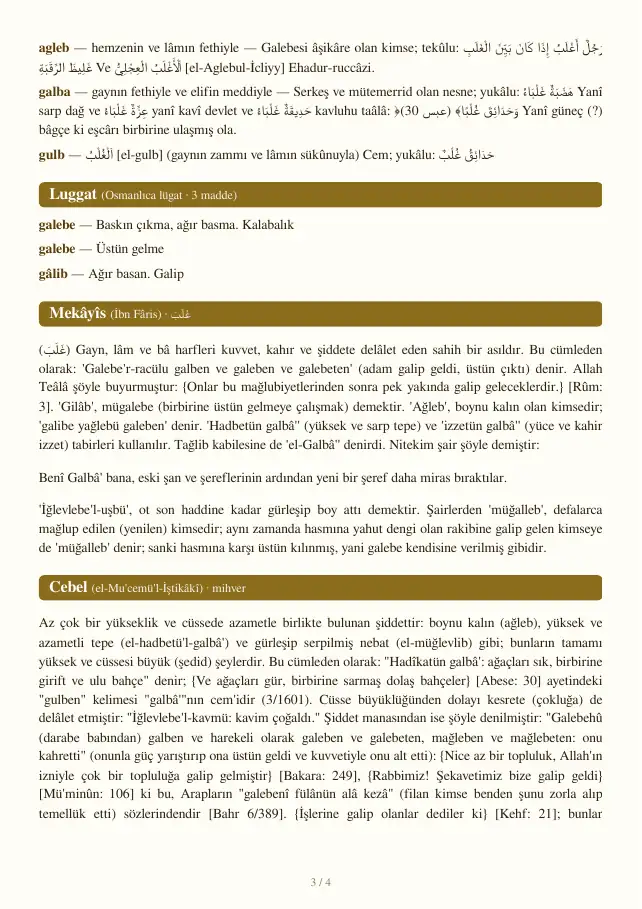 agleb — hemzenin ve lâmın fethiyle — Galebesi âşikâre olan kimse; tekûlu: رَجُلٌ أَغْلَبُ إِذَا كَانَ بَيِّنَ الْغَلَبِ
غَلِيظَ الرَّقَبَةِ Ve الْأَغْلَبُ الْعِجْلِيُّ [el-Aglebul-İcliyy] Ehadur-ruccâzi.
galba — gaynın fethiyle ve elifin meddiyle — Serkeş ve mütemerrid olan nesne; yukâlu: هَضَبَةٌ غَلْبَاءُ Yanî
sarp dağ ve عِزَّةٌ غَلْبَاءُ yanî kavî devlet ve حَدِيقَةٌ غَلْبَاءُ kavluhu taâlâ: ﴿وَحَدَائِق غُلْبًا﴾ (عبس 30) Yanî güneç (?)
bâgçe ki eşcârı birbirine ulaşmış ola.
gulb — اَلْغُلْبُ [el-gulb] (gaynın zammı ve lâmın sükûnuyla) Cem; yukâlu: حَدَائِقُ غُلْبٌ
Luggat (Osmanlıca lügat · 3 madde)
galebe — Baskın çıkma, ağır basma. Kalabalık
galebe — Üstün gelme
gâlib — Ağır basan. Galip
Mekâyîs (İbn Fâris) · غَلَبَ
(غَلَبَ) Gayn, lâm ve bâ harfleri kuvvet, kahır ve şiddete delâlet eden sahih bir asıldır. Bu cümleden
olarak: 'Galebe'r-racülu galben ve galeben ve galebeten' (adam galip geldi, üstün çıktı) denir. Allah
Teâlâ şöyle buyurmuştur: {Onlar bu mağlubiyetlerinden sonra pek yakında galip geleceklerdir.} [Rûm:
3]. 'Gilâb', mügalebe (birbirine üstün gelmeye çalışmak) demektir. 'Ağleb', boynu kalın olan kimsedir;
'galibe yağlebü galeben' denir. 'Hadbetün galbâ'' (yüksek ve sarp tepe) ve 'izzetün galbâ'' (yüce ve kahir
izzet) tabirleri kullanılır. Tağlib kabilesine de 'el-Galbâ'' denirdi. Nitekim şair şöyle demiştir:
Benî Galbâ' bana, eski şan ve şereflerinin ardından yeni bir şeref daha miras bıraktılar.
'İğlevlebe'l-uşbü', ot son haddine kadar gürleşip boy attı demektir. Şairlerden 'müğalleb', defalarca
mağlup edilen (yenilen) kimsedir; aynı zamanda hasmına yahut dengi olan rakibine galip gelen kimseye
de 'müğalleb' denir; sanki hasmına karşı üstün kılınmış, yani galebe kendisine verilmiş gibidir.
Cebel (el-Mu'cemü'l-İştikâkî) · mihver
Az çok bir yükseklik ve cüssede azametle birlikte bulunan şiddettir: boynu kalın (ağleb), yüksek ve
azametli tepe (el-hadbetü'l-galbâ') ve gürleşip serpilmiş nebat (el-müğlevlib) gibi; bunların tamamı
yüksek ve cüssesi büyük (şedid) şeylerdir. Bu cümleden olarak: "Hadîkatün galbâ': ağaçları sık, birbirine
girift ve ulu bahçe" denir; {Ve ağaçları gür, birbirine sarmaş dolaş bahçeler} [Abese: 30] ayetindeki
"gulben" kelimesi "galbâ'"nın cem'idir (3/1601). Cüsse büyüklüğünden dolayı kesrete (çokluğa) de
delâlet etmiştir: "İğlevlebe'l-kavmü: kavim çoğaldı." Şiddet manasından ise şöyle denilmiştir: "Galebehû
(darabe babından) galben ve harekeli olarak galeben ve galebeten, mağleben ve mağlebeten: onu
kahretti" (onunla güç yarıştırıp ona üstün geldi ve kuvvetiyle onu alt etti): {Nice az bir topluluk, Allah'ın
izniyle çok bir topluluğa galip gelmiştir} [Bakara: 249], {Rabbimiz! Şekavetimiz bize galip geldi}
[Mü'minûn: 106] ki bu, Arapların "galebenî fülânün alâ kezâ" (filan kimse benden şunu zorla alıp
temellük etti) sözlerindendir [Bahr 6/389]. {İşlerine galip olanlar dediler ki} [Kehf: 21]; bunlar
3 / 4